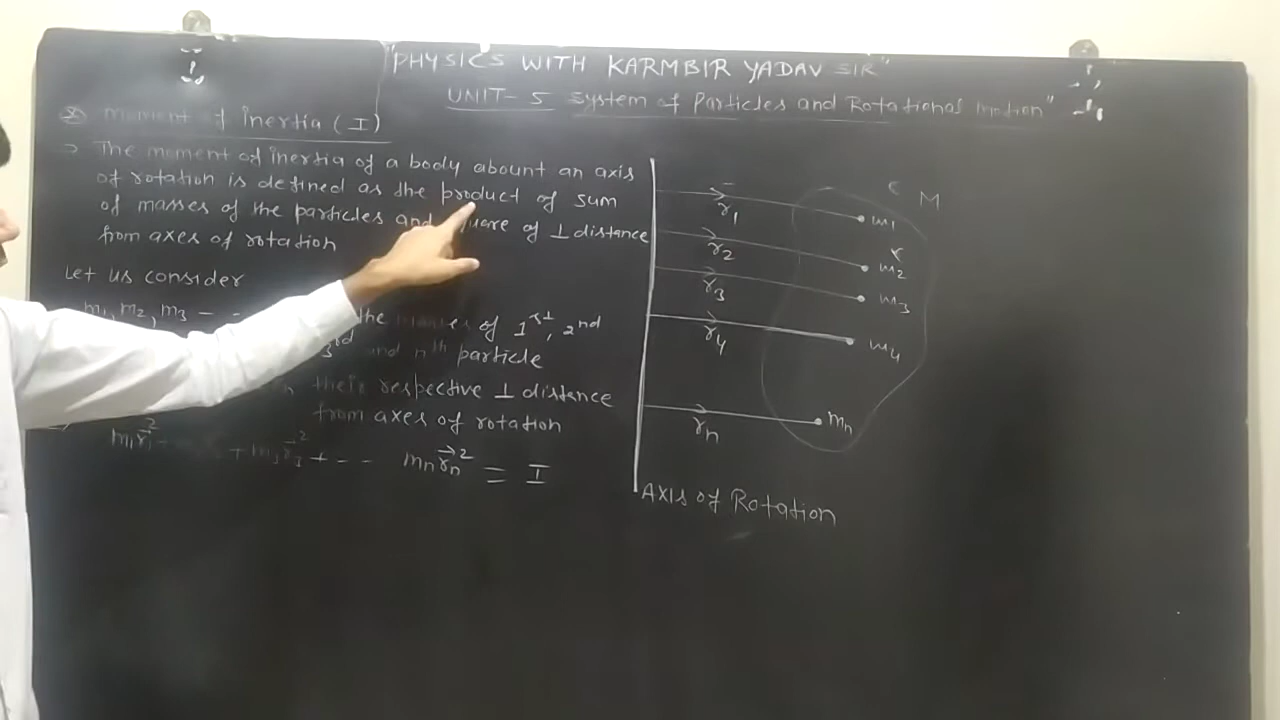 "PHYSICS WITH KARMBIR YADAV SIR"
UNIT-5 System of Particles and Rotational motion"
moment of inertia (I)
→ The moment of inertia of a body abount an axis
of rotation is defined as the product of sum
of masses of the particles and square of ⊥ distance
from axes of rotation
Let us consider
m1, m2, m3 - - the masses of 1st, 2nd
3rd and nth particle
their respective ⊥ distance
from axes of rotation
m1r1² + m3r3² + - - mnrn² = I
r1
m1
M
r2
m2
r3
m3
r4
m4
rn
mn
Axis of Rotation